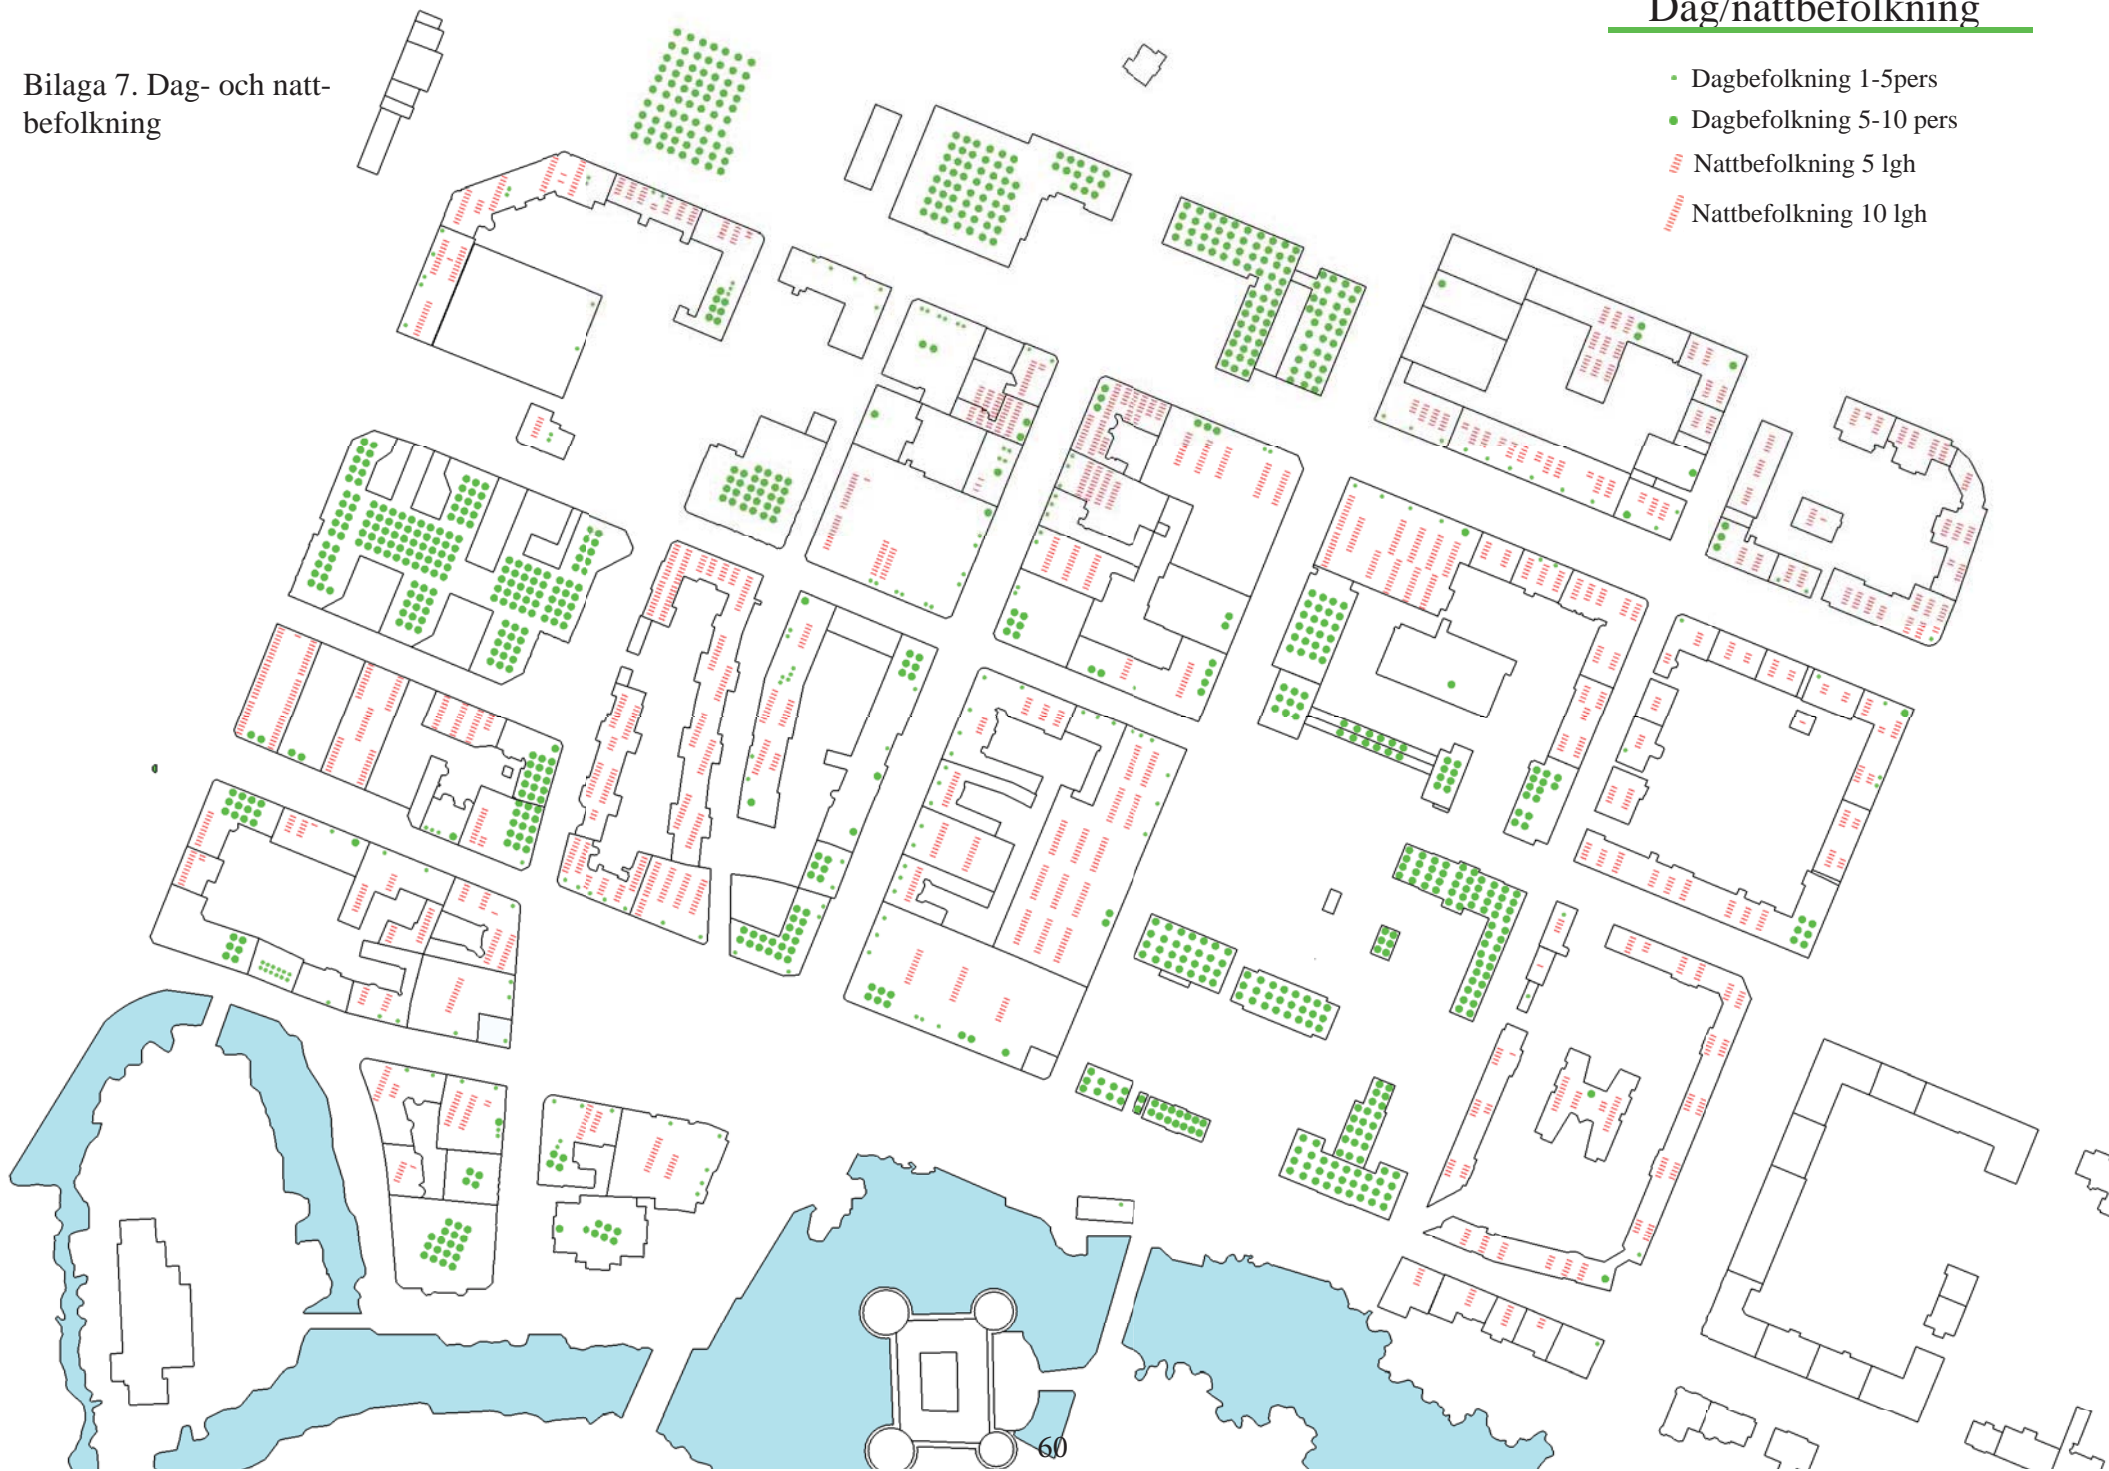 Dag/nattbefolkning
Bilaga 7. Dag- och natt-
befolkning
Dagbefolkning 1-5pers
Dagbefolkning 5-10 pers
Nattbefolkning 5 lgh
Nattbefolkning 10 lgh
60